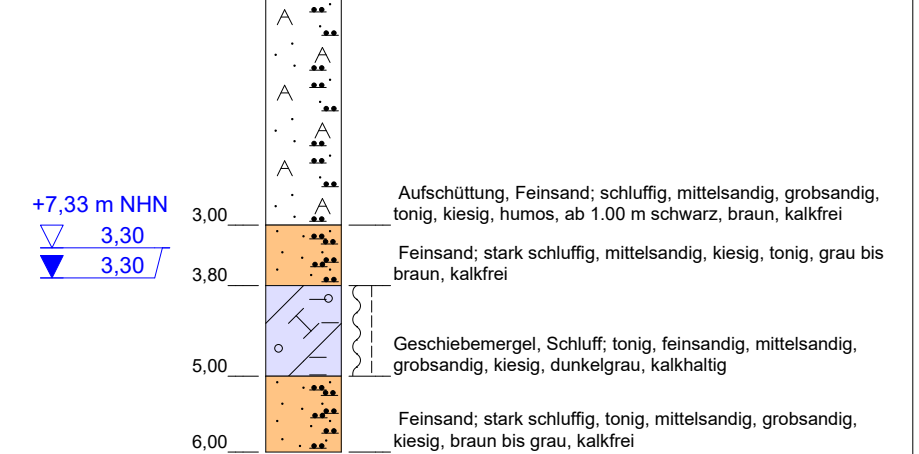 Aufschüttung, Feinsand; schluffig, mittelsandig, grobsandig,
tonig, kiesig, humos, ab 1.00 m schwarz, braun, kalkfrei
+7,33 m NHN
3,00
3,30
3,30
Feinsand; stark schluffig, mittelsandig, kiesig, tonig, grau bis
braun, kalkfrei
3,80
Geschiebemergel, Schluff; tonig, feinsandig, mittelsandig,
grobsandig, kiesig, dunkelgrau, kalkhaltig
5,00
Feinsand; stark schluffig, tonig, mittelsandig, grobsandig,
kiesig, braun bis grau, kalkfrei
6,00